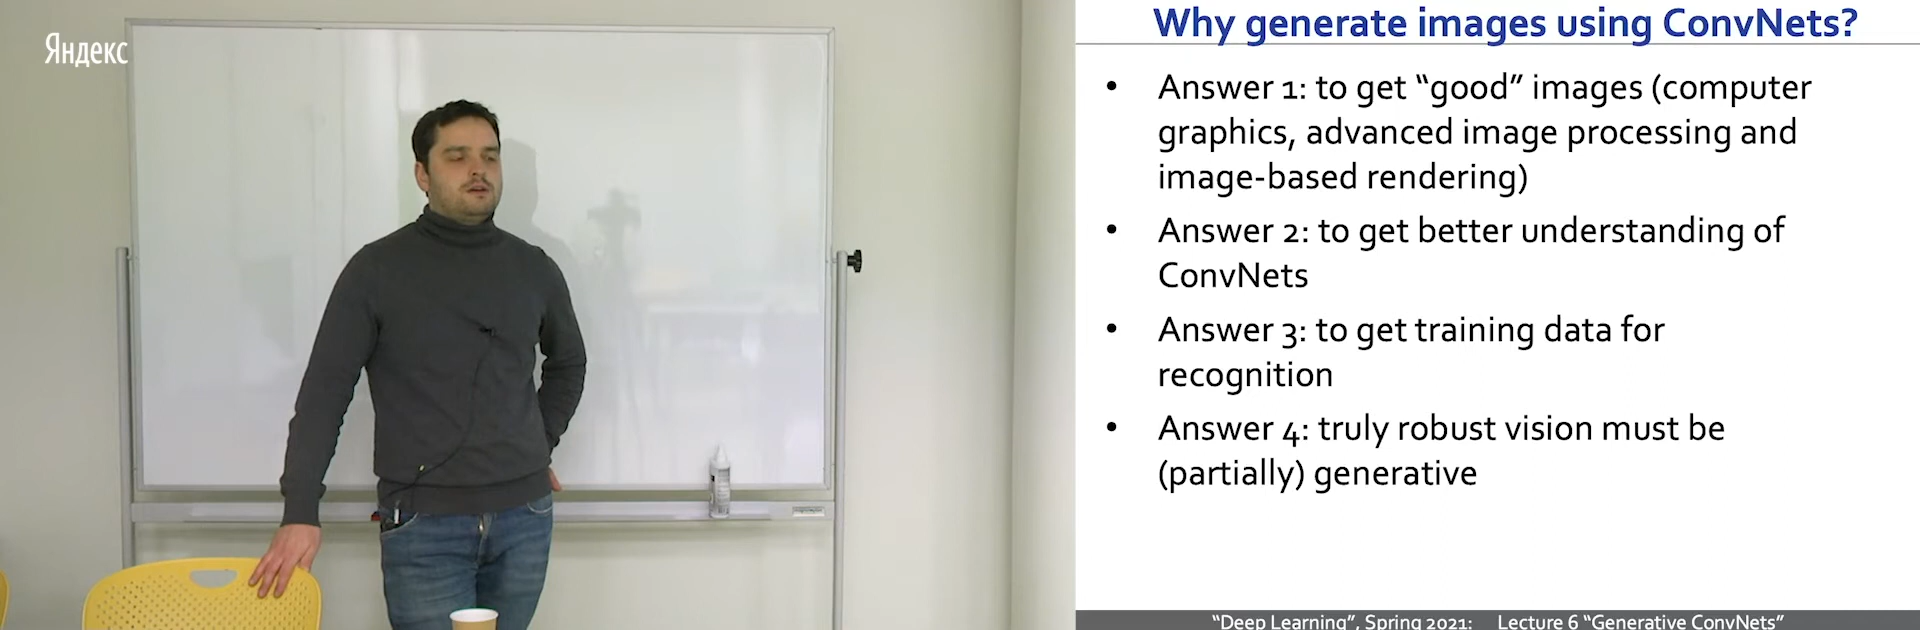 Яндекс
Why generate images using ConvNets?
• Answer 1: to get “good” images (computer
graphics, advanced image processing and
image-based rendering)
• Answer 2: to get better understanding of
ConvNets
• Answer 3: to get training data for
recognition
• Answer 4: truly robust vision must be
(partially) generative
“Deep Learning”, Spring 2021: Lecture 6 “Generative ConvNets”